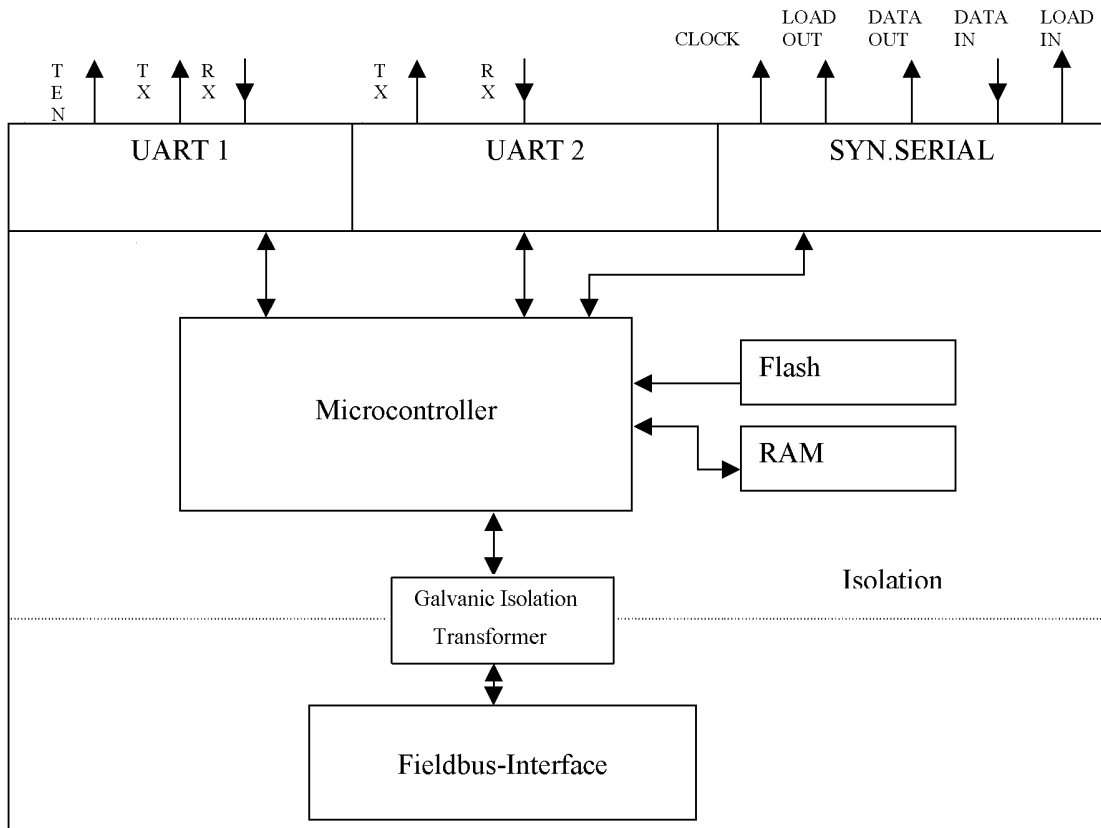 CLOCK
LOAD
OUT
DATA
OUT
DATA
IN
LOAD
IN
T
E
N
T
X
R
X
T
X
R
X
UART 1
UART 2
SYN.SERIAL
Microcontroller
Flash
RAM
Isolation
Galvanic Isolation
Transformer
Fieldbus-Interface